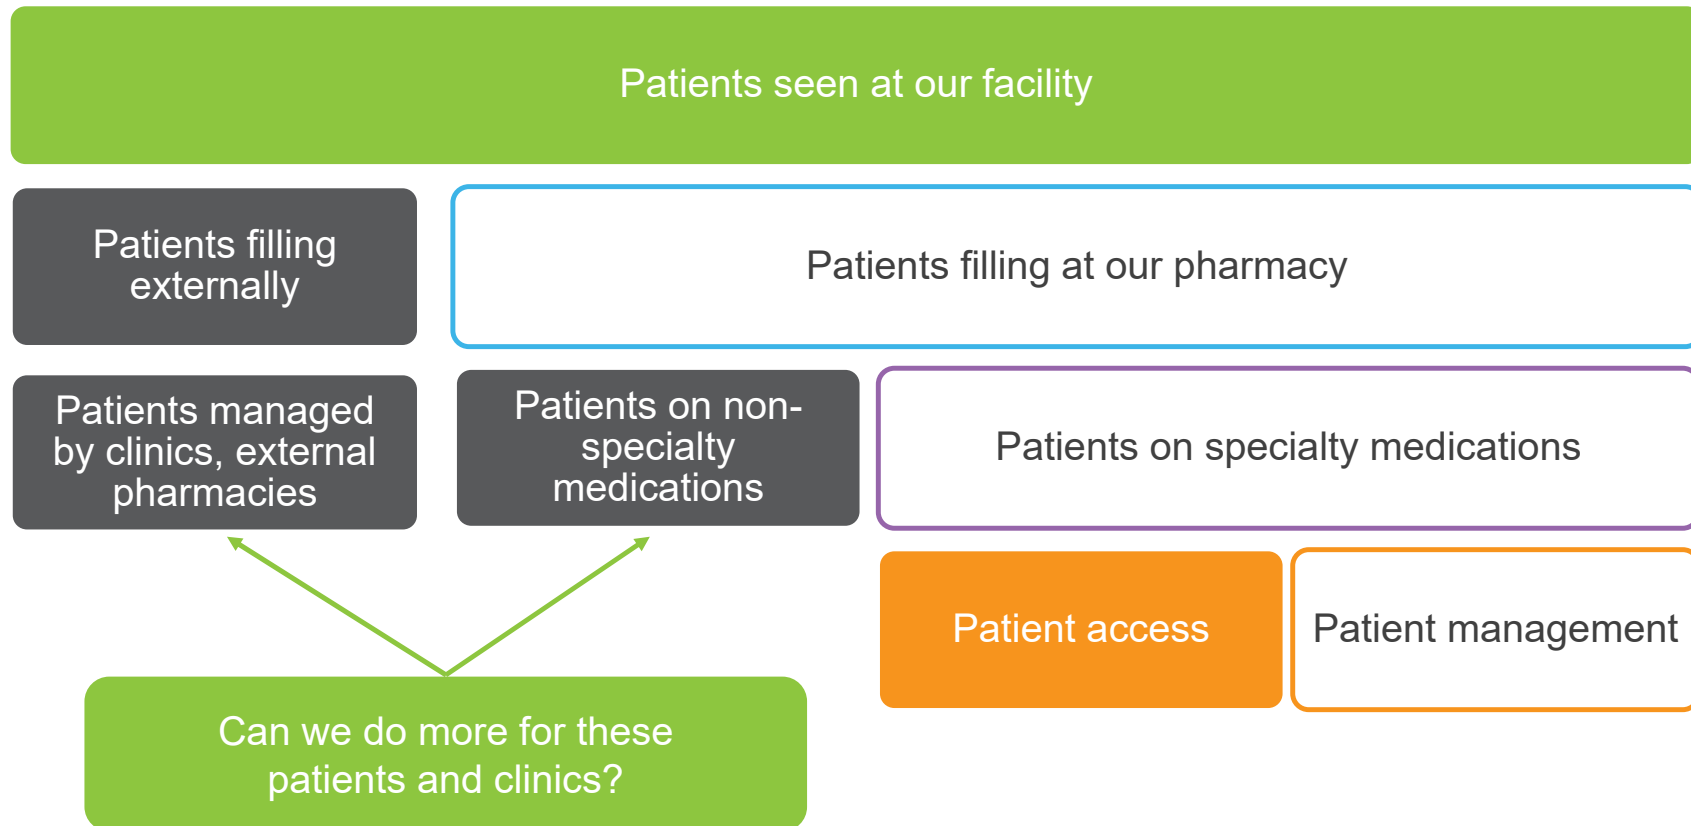 Patients seen at our facility
Patients filling
externally
Patients filling at our pharmacy
Patients managed
by clinics, external
pharmacies
Patients on non-
specialty
medications
Patients on specialty medications
Patient access
Patient management
Can we do more for these
patients and clinics?